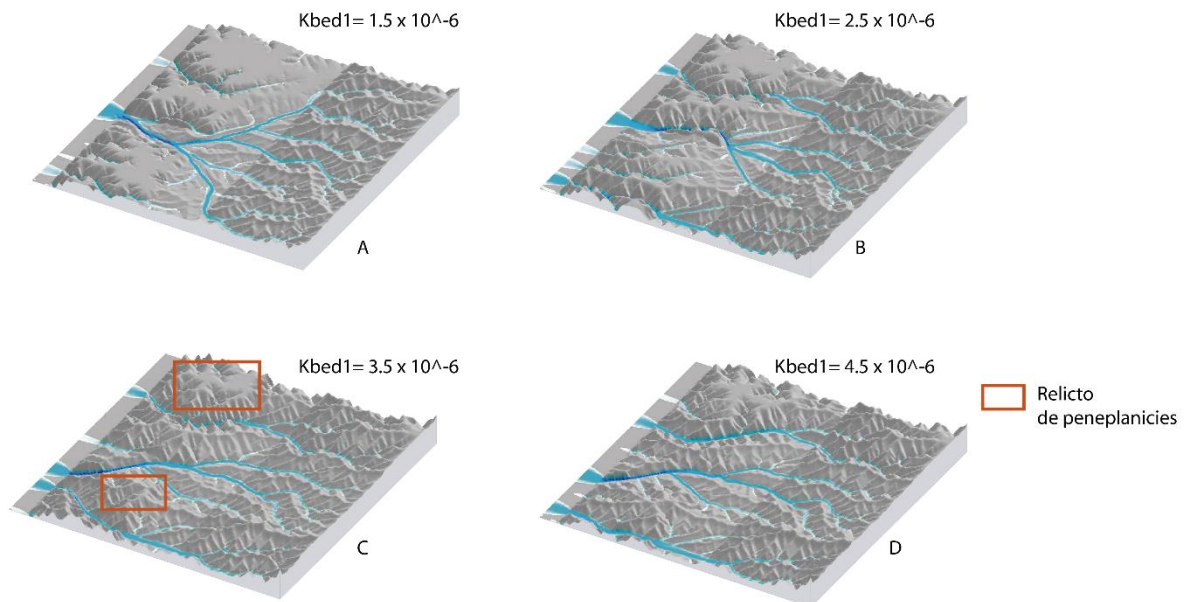 Kbed1= 1.5 x 10^-6
Kbed1= 2.5 x 10^-6
A
B
Kbed1= 3.5 x 10^-6
Kbed1= 4.5 x 10^-6
Relicto
de peneplanicies
C
D